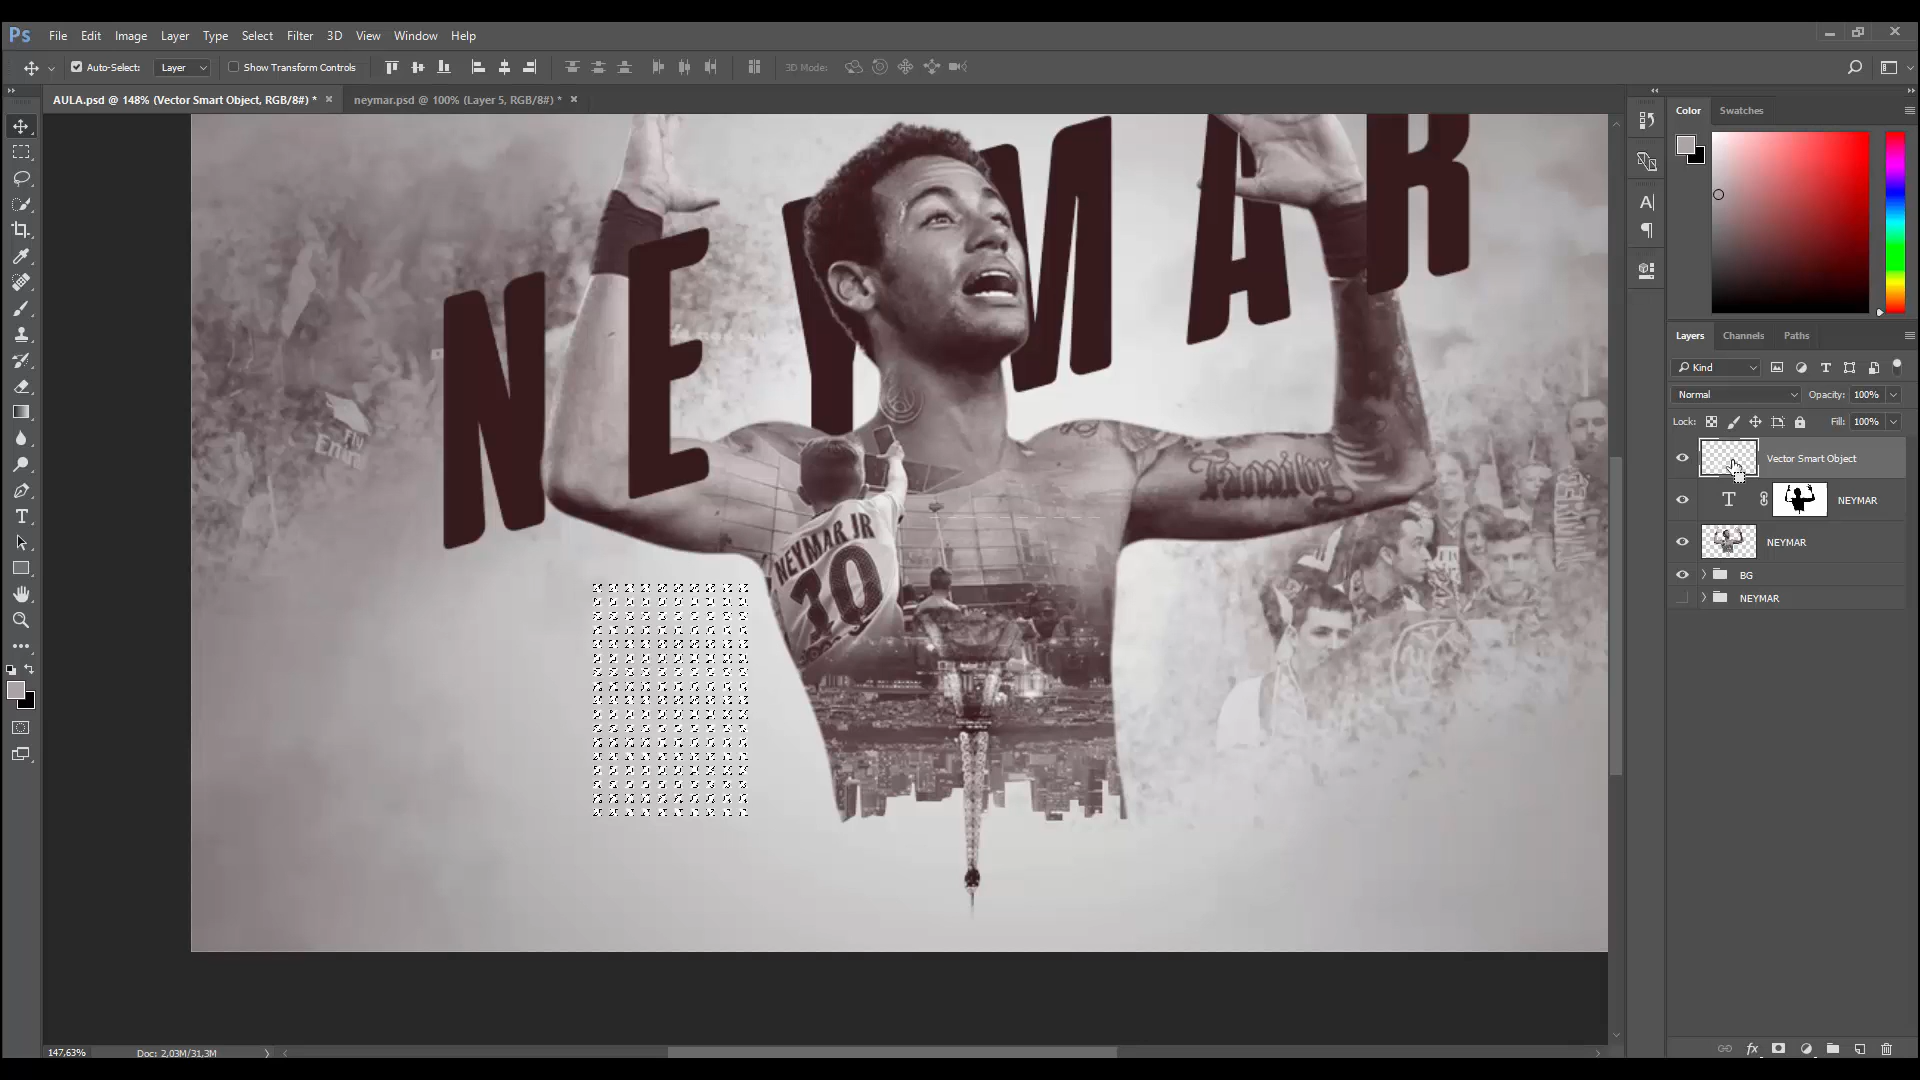 Ps File Edit Image Layer Type Select Filter 3D View Window Help
Auto-Select: Layer Show Transform Controls 3D Mode:
AULA.psd @ 148% (Vector Smart Object, RGB/8#) * × neymar.psd @ 100% (Layer 5, RGB/8#) * ×
Color Swatches
NEYMAR
Family
NEYMAR JR
10
Fly
Emirates
Layers Channels Paths
Kind
Normal Opacity: 100%
Lock: Fill: 100%
Vector Smart Object
NEYMAR
NEYMAR
BG
NEYMAR
147,63% Doc: 2,03M/31,3M